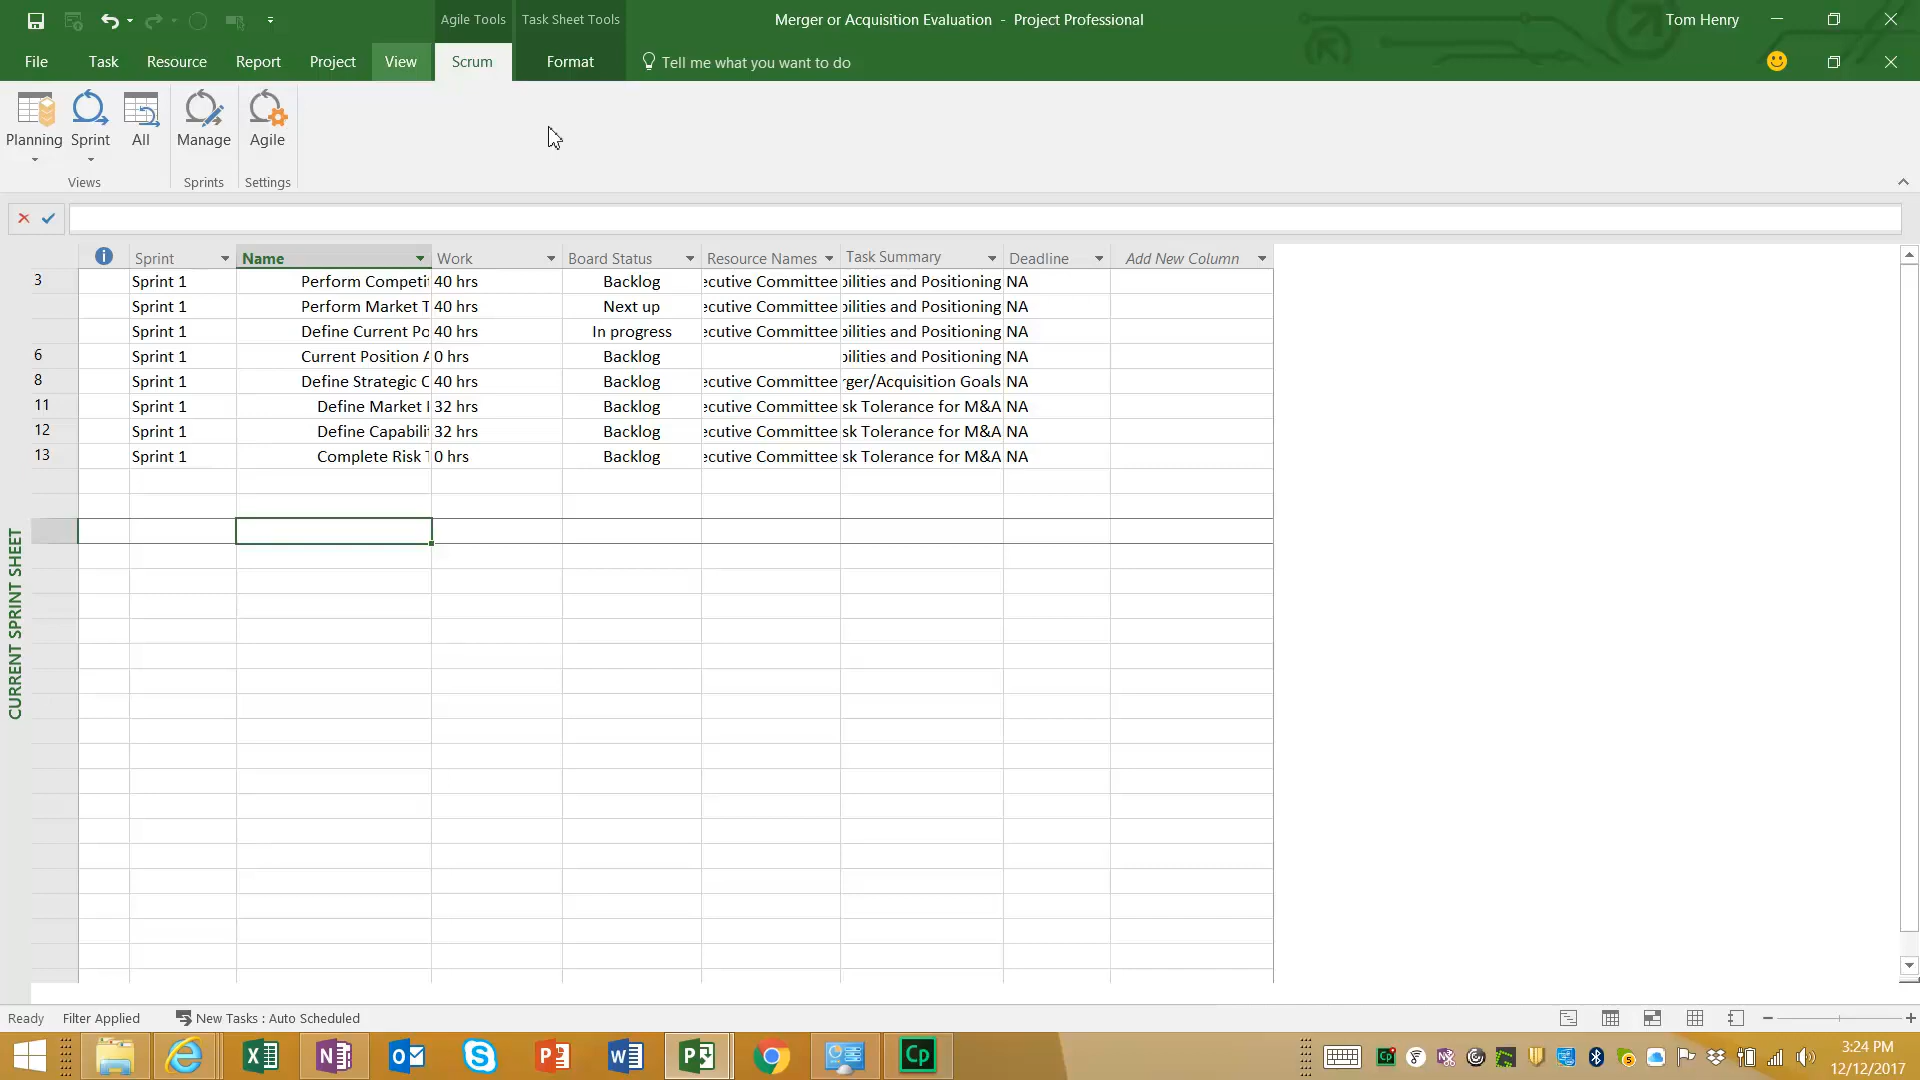 Agile Tools
Task Sheet Tools
Merger or Acquisition Evaluation - Project Professional
Tom Henry
File
Task
Resource
Report
Project
View
Scrum
Format
Tell me what you want to do
Planning
Sprint
All
Manage
Agile
Views
Sprints
Settings
Sprint Name Work Board Status Resource Names Task Summary Deadline Add New Column
3 Sprint 1 Perform Competit 40 hrs Backlog ecutive Committee bilities and Positioning NA
Sprint 1 Perform Market T 40 hrs Next up ecutive Committee bilities and Positioning NA
Sprint 1 Define Current Po 40 hrs In progress ecutive Committee bilities and Positioning NA
6 Sprint 1 Current Position A 0 hrs Backlog bilities and Positioning NA
8 Sprint 1 Define Strategic C 40 hrs Backlog ecutive Committee rger/Acquisition Goals NA
11 Sprint 1 Define Market 32 hrs Backlog ecutive Committee sk Tolerance for M&A NA
12 Sprint 1 Define Capabilit 32 hrs Backlog ecutive Committee sk Tolerance for M&A NA
13 Sprint 1 Complete Risk T 0 hrs Backlog ecutive Committee sk Tolerance for M&A NA
CURRENT SPRINT SHEET
Ready
Filter Applied
New Tasks : Auto Scheduled
3:24 PM
12/12/2017